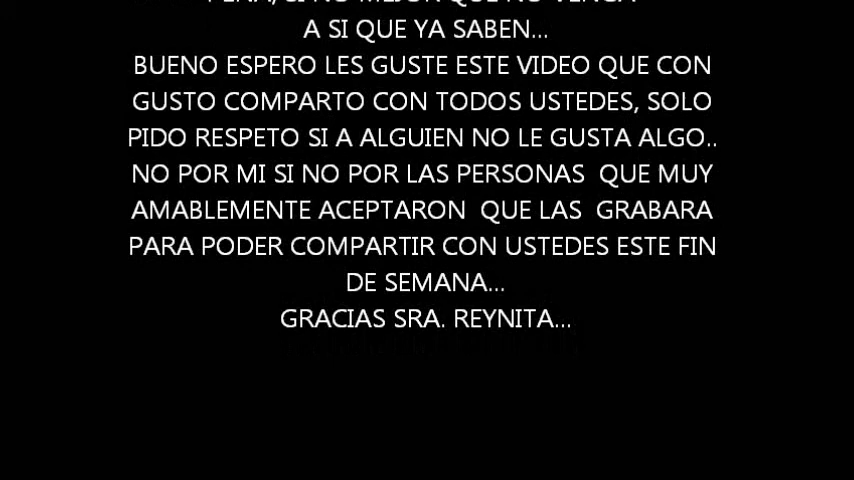 A SI QUE YA SABEN...
BUENO ESPERO LES GUSTE ESTE VIDEO QUE CON
GUSTO COMPARTO CON TODOS USTEDES, SOLO
PIDO RESPETO SI A ALGUIEN NO LE GUSTA ALGO..
NO POR MI SI NO POR LAS PERSONAS  QUE MUY
AMABLEMENTE ACEPTARON  QUE LAS  GRABARA
PARA PODER COMPARTIR CON USTEDES ESTE FIN
DE SEMANA...
GRACIAS SRA. REYNITA...